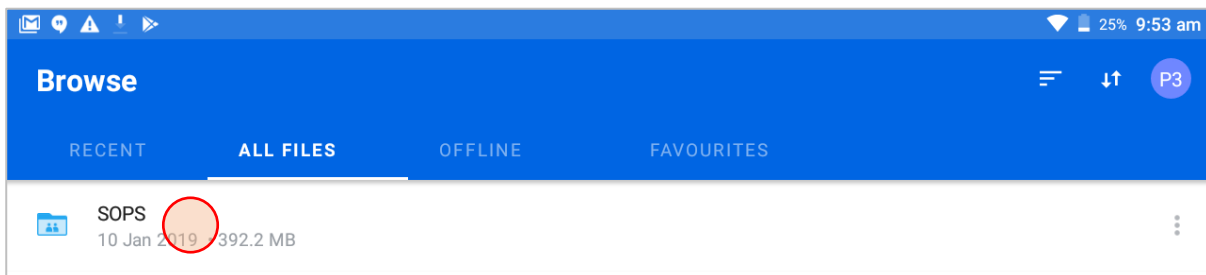 25% 9:53 am
Browse
P3
RECENT ALL FILES OFFLINE FAVOURITES
SOPS
10 Jan 2019 • 392.2 MB